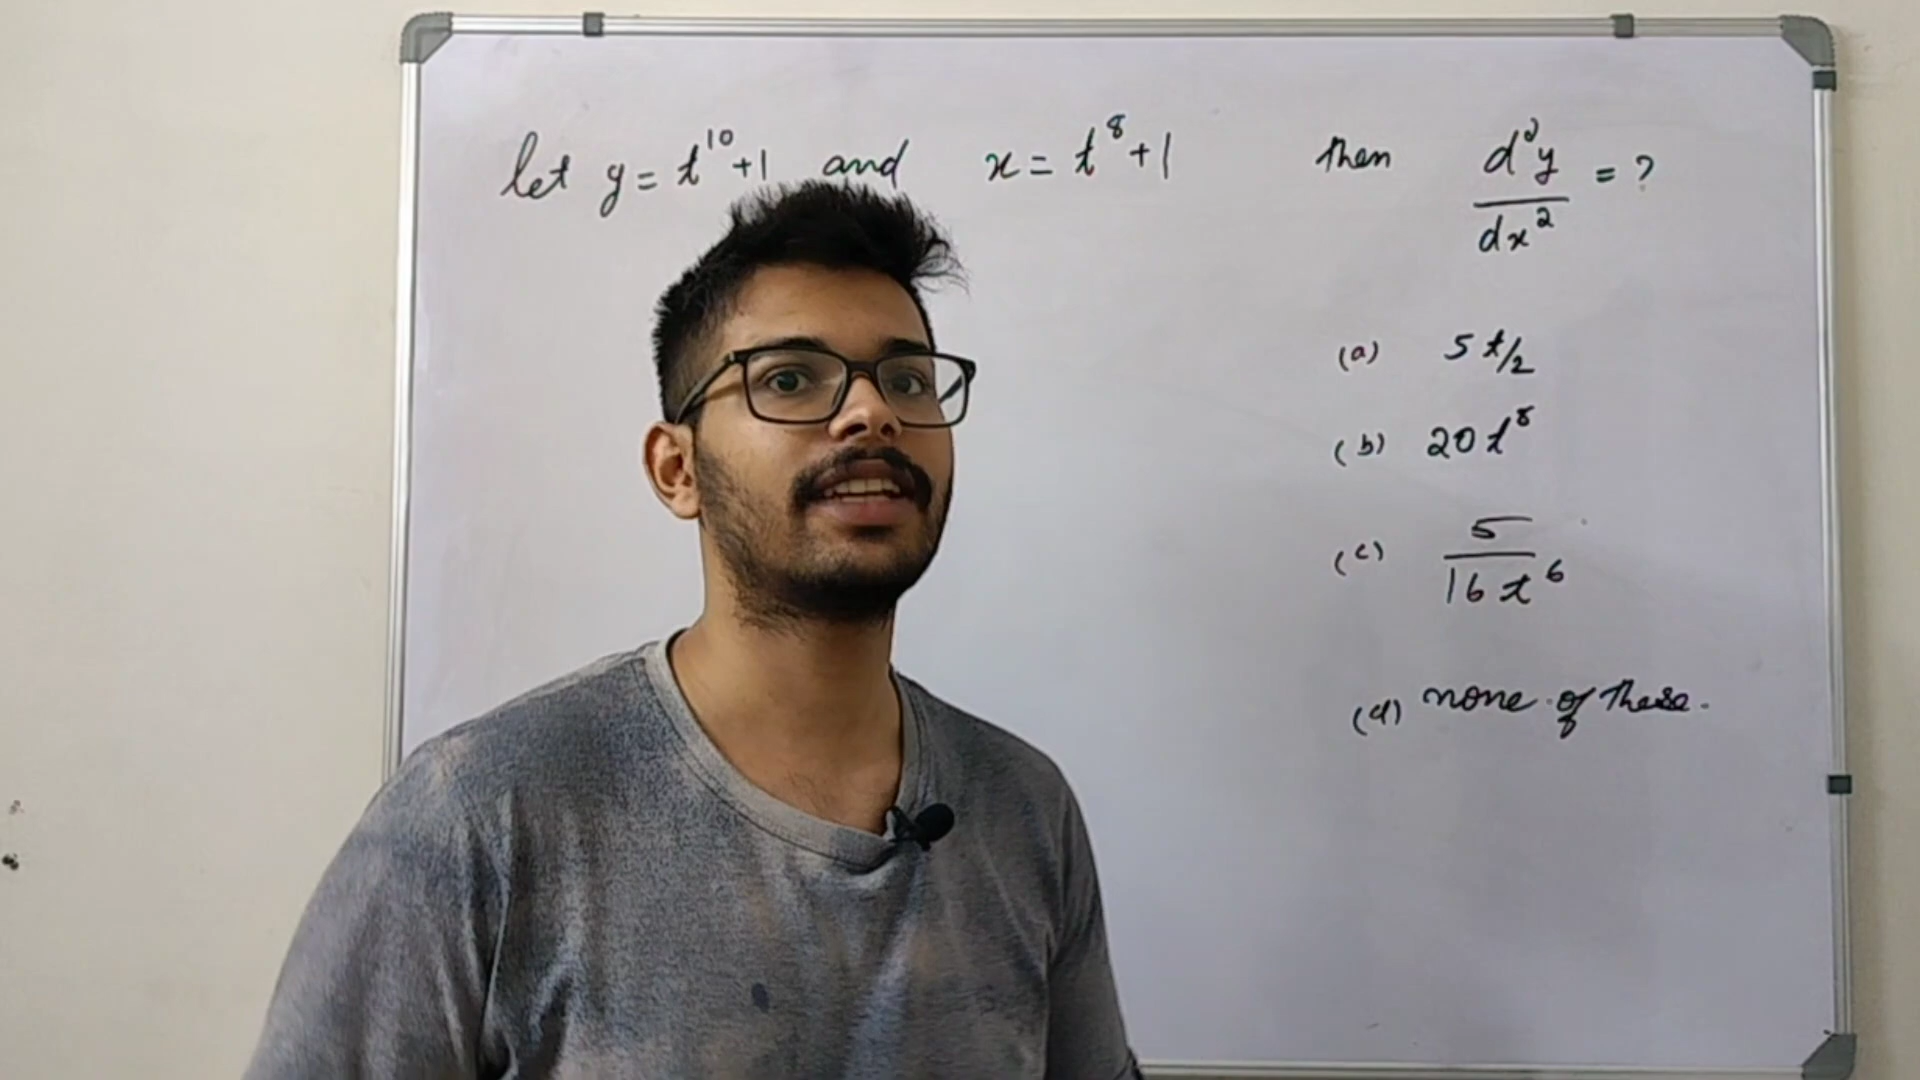 let y = t¹⁰+1 and x = t⁸+1 then d²y/dx² = ?
(a) 5t/2
(b) 20t⁸
(c) 5/16t⁶
(d) none of these.